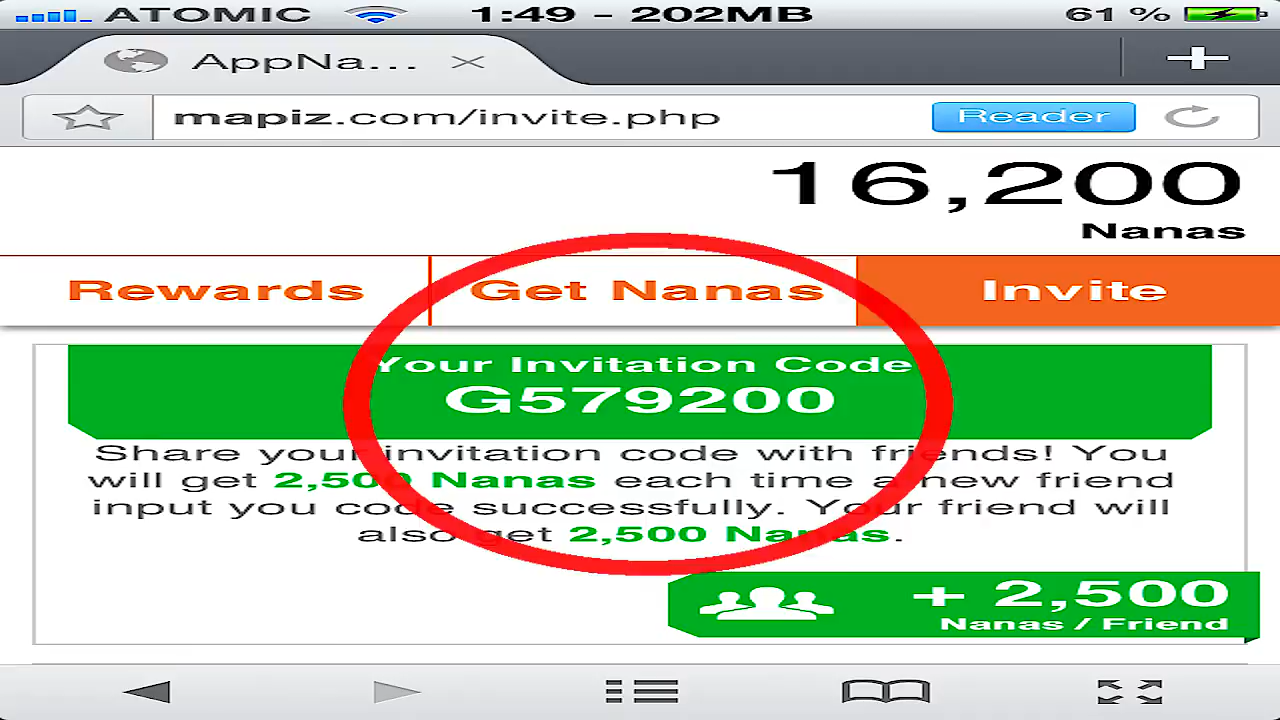 ATOMIC 1:49 - 202MB 61 %
AppNa...
mapiz.com/invite.php Reader
16,200
Nanas
Rewards Get Nanas Invite
Your Invitation Code
G579200
Share your invitation code with friends! You
will get 2,500 Nanas each time a new friend
input you code successfully. Your friend will
also get 2,500 Nanas.
+ 2,500
Nanas / Friend